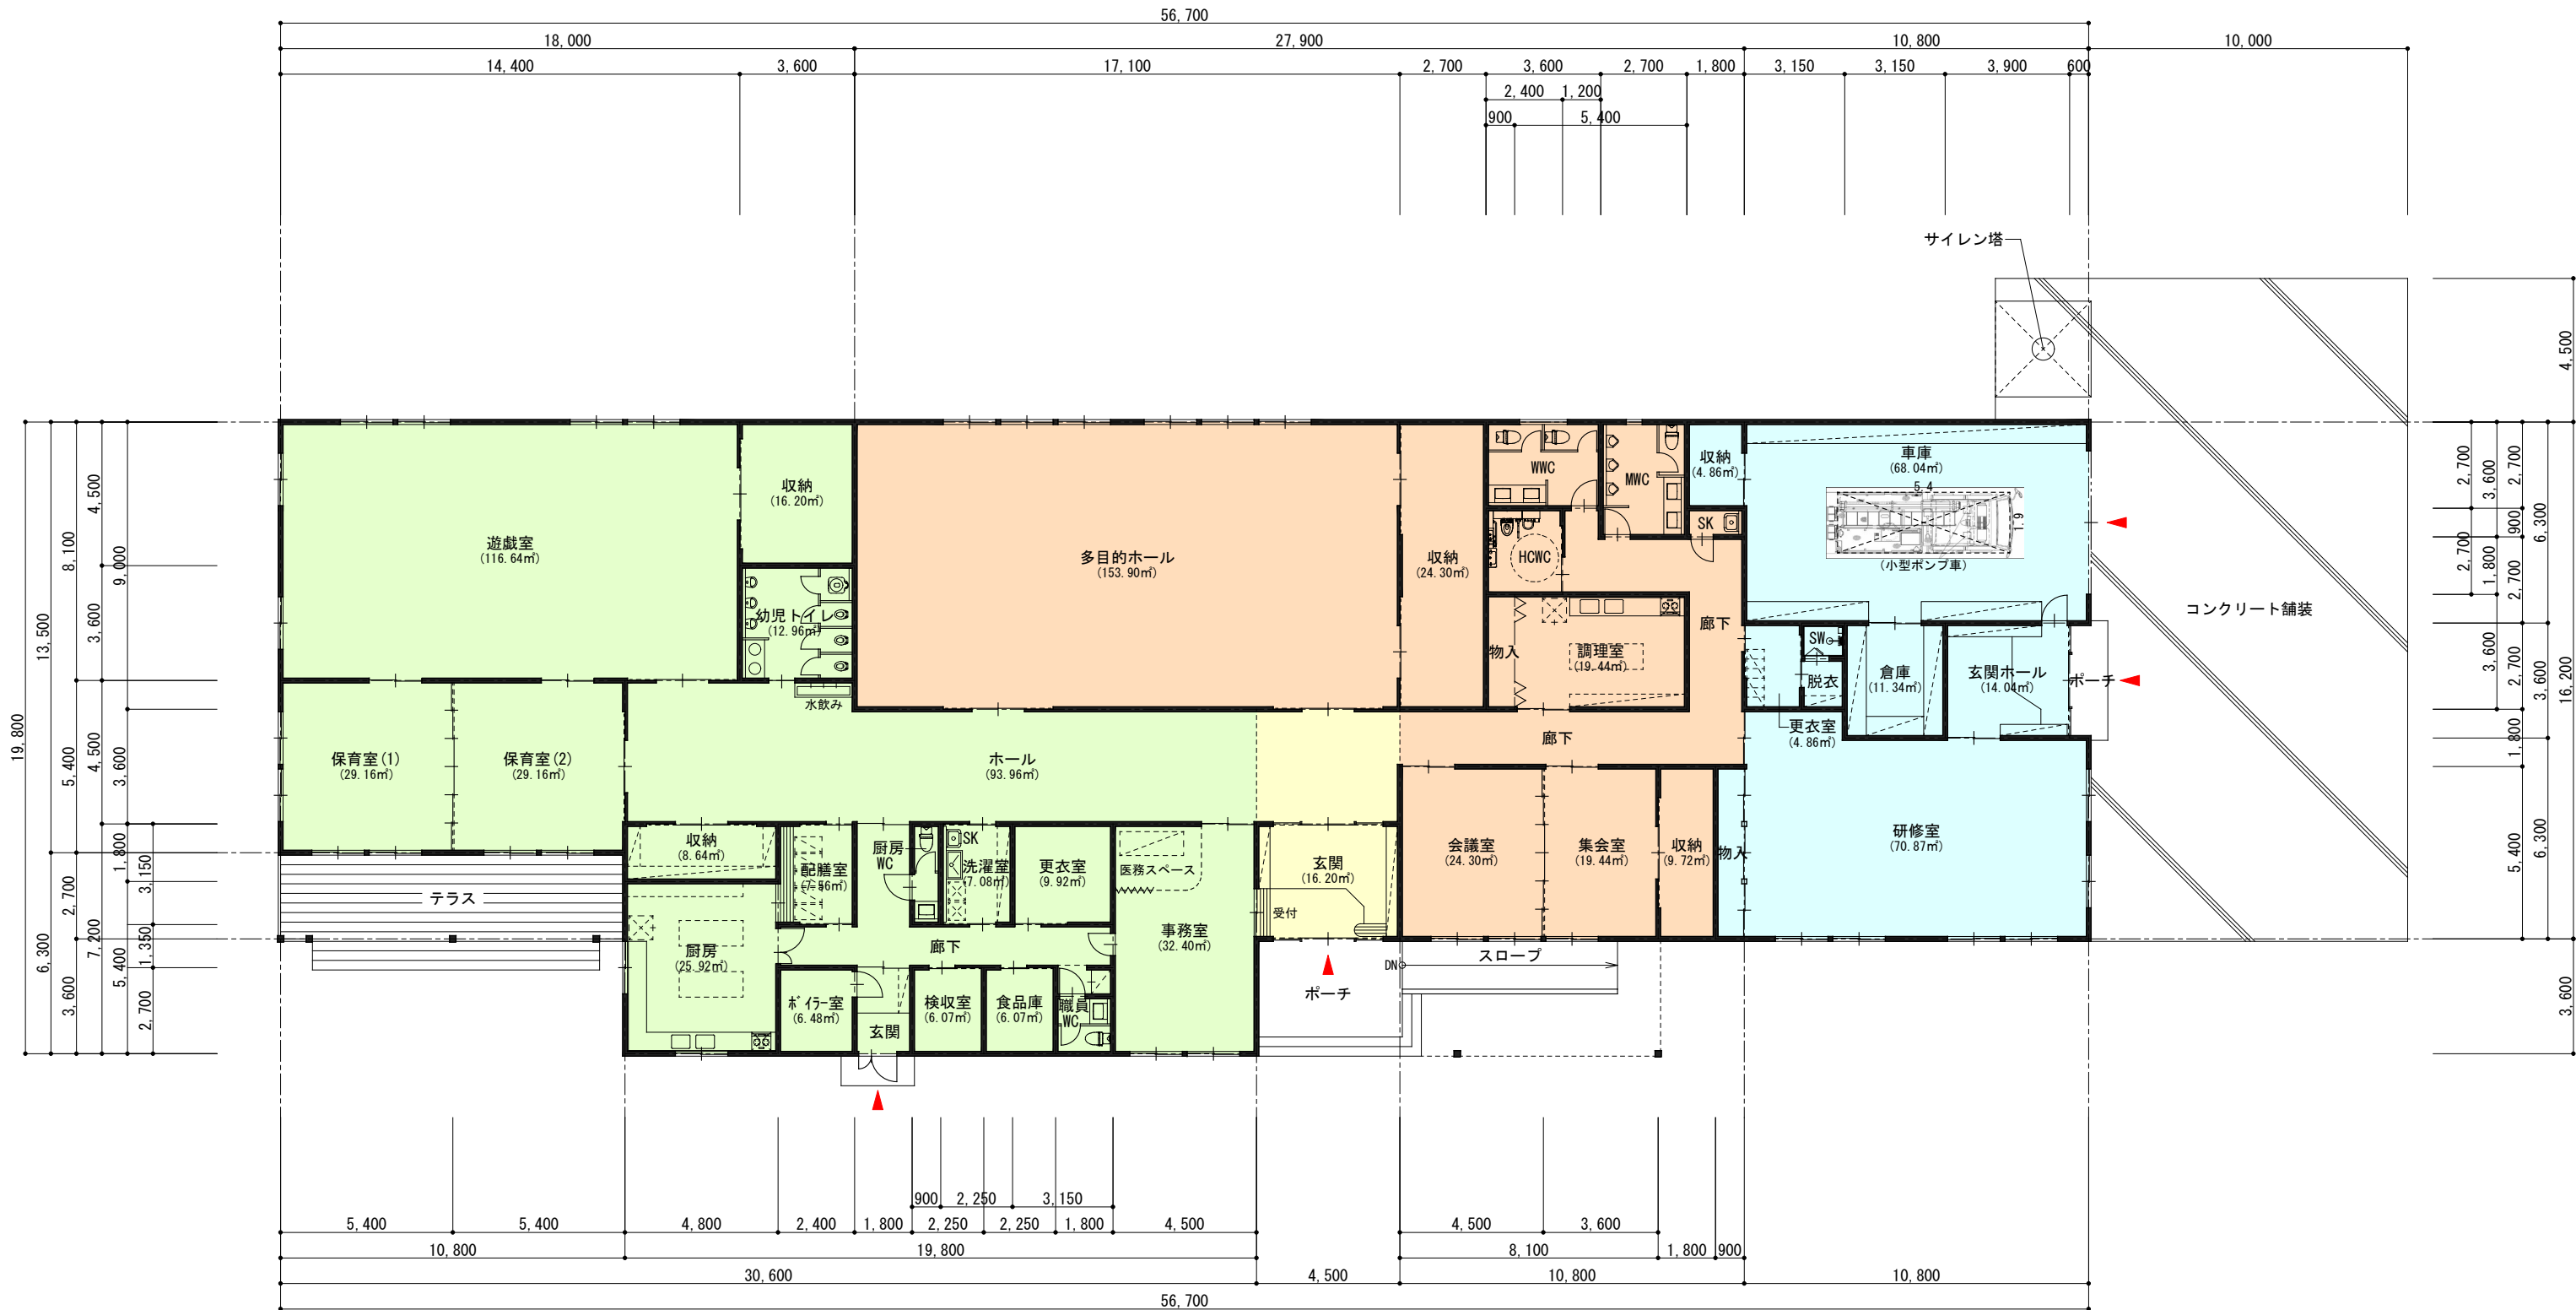 56,700
18,000
27,900
10,800
10,000
14,400
3,600
17,100
2,700
3,600
2,700
1,800
3,150
3,150
3,900
600
2,400
1,200
900
5,400
サイレン塔
4,500
遊戯室
(116.64㎡)
収納
(16.20㎡)
幼児トイレ
(12.96㎡)
水飲み
多目的ホール
(153.90㎡)
収納
(24.30㎡)
WWC
MWC
HCWC
収納
(4.86㎡)
SK
車庫
(68.04㎡)
5.4
1.9
(小型ポンプ車)
コンクリート舗装
物入
調理室
(19.44㎡)
廊下
SW
脱衣
倉庫
(11.34㎡)
玄関ホール
(14.04㎡)
ポーチ
更衣室
(4.86㎡)
保育室(1)
(29.16㎡)
保育室(2)
(29.16㎡)
ホール
(93.96㎡)
廊下
収納
(8.64㎡)
配膳室
(7.56㎡)
厨房
WC
SK
洗濯室
(7.08㎡)
更衣室
(9.92㎡)
医務スペース
事務室
(32.40㎡)
玄関
(16.20㎡)
受付
会議室
(24.30㎡)
集会室
(19.44㎡)
収納
(9.72㎡)
物入
研修室
(70.87㎡)
テラス
厨房
(25.92㎡)
廊下
ボイラー室
(6.48㎡)
玄関
検収室
(6.07㎡)
食品庫
(6.07㎡)
職員
WC
ポーチ
DN
スロープ
19,800
13,500
6,300
8,100
5,400
2,700
3,600
4,500
3,600
4,500
7,200
9,000
3,600
1,800
5,400
3,150
1,350
2,700
2,700
2,700
3,600
1,800
3,600
2,700
900
2,700
2,700
1,800
5,400
6,300
3,600
6,300
16,200
3,600
900
2,250
3,150
5,400
5,400
4,800
2,400
1,800
2,250
2,250
1,800
4,500
4,500
3,600
10,800
19,800
8,100
1,800
900
30,600
4,500
10,800
10,800
56,700